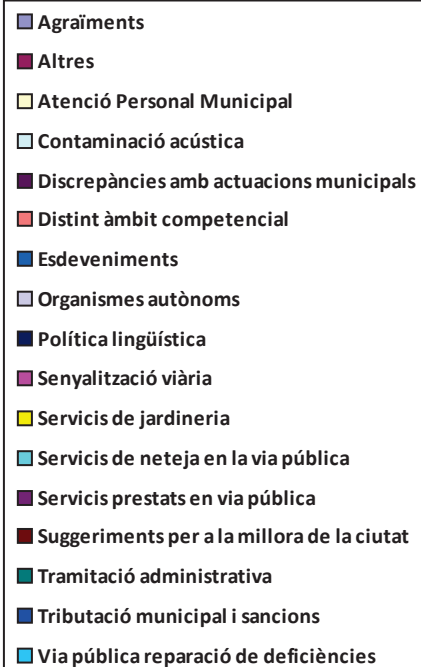 Agraïments
Altres
Atenció Personal Municipal
Contaminació acústica
Discrepàncies amb actuacions municipals
Distint àmbit competencial
Esdeveniments
Organismes autònoms
Política lingüística
Senyalització viària
Servicis de jardineria
Servicis de neteja en la via pública
Servicis prestats en via pública
Suggeriments per a la millora de la ciutat
Tramitació administrativa
Tributació municipal i sancions
Via pública reparació de deficiències